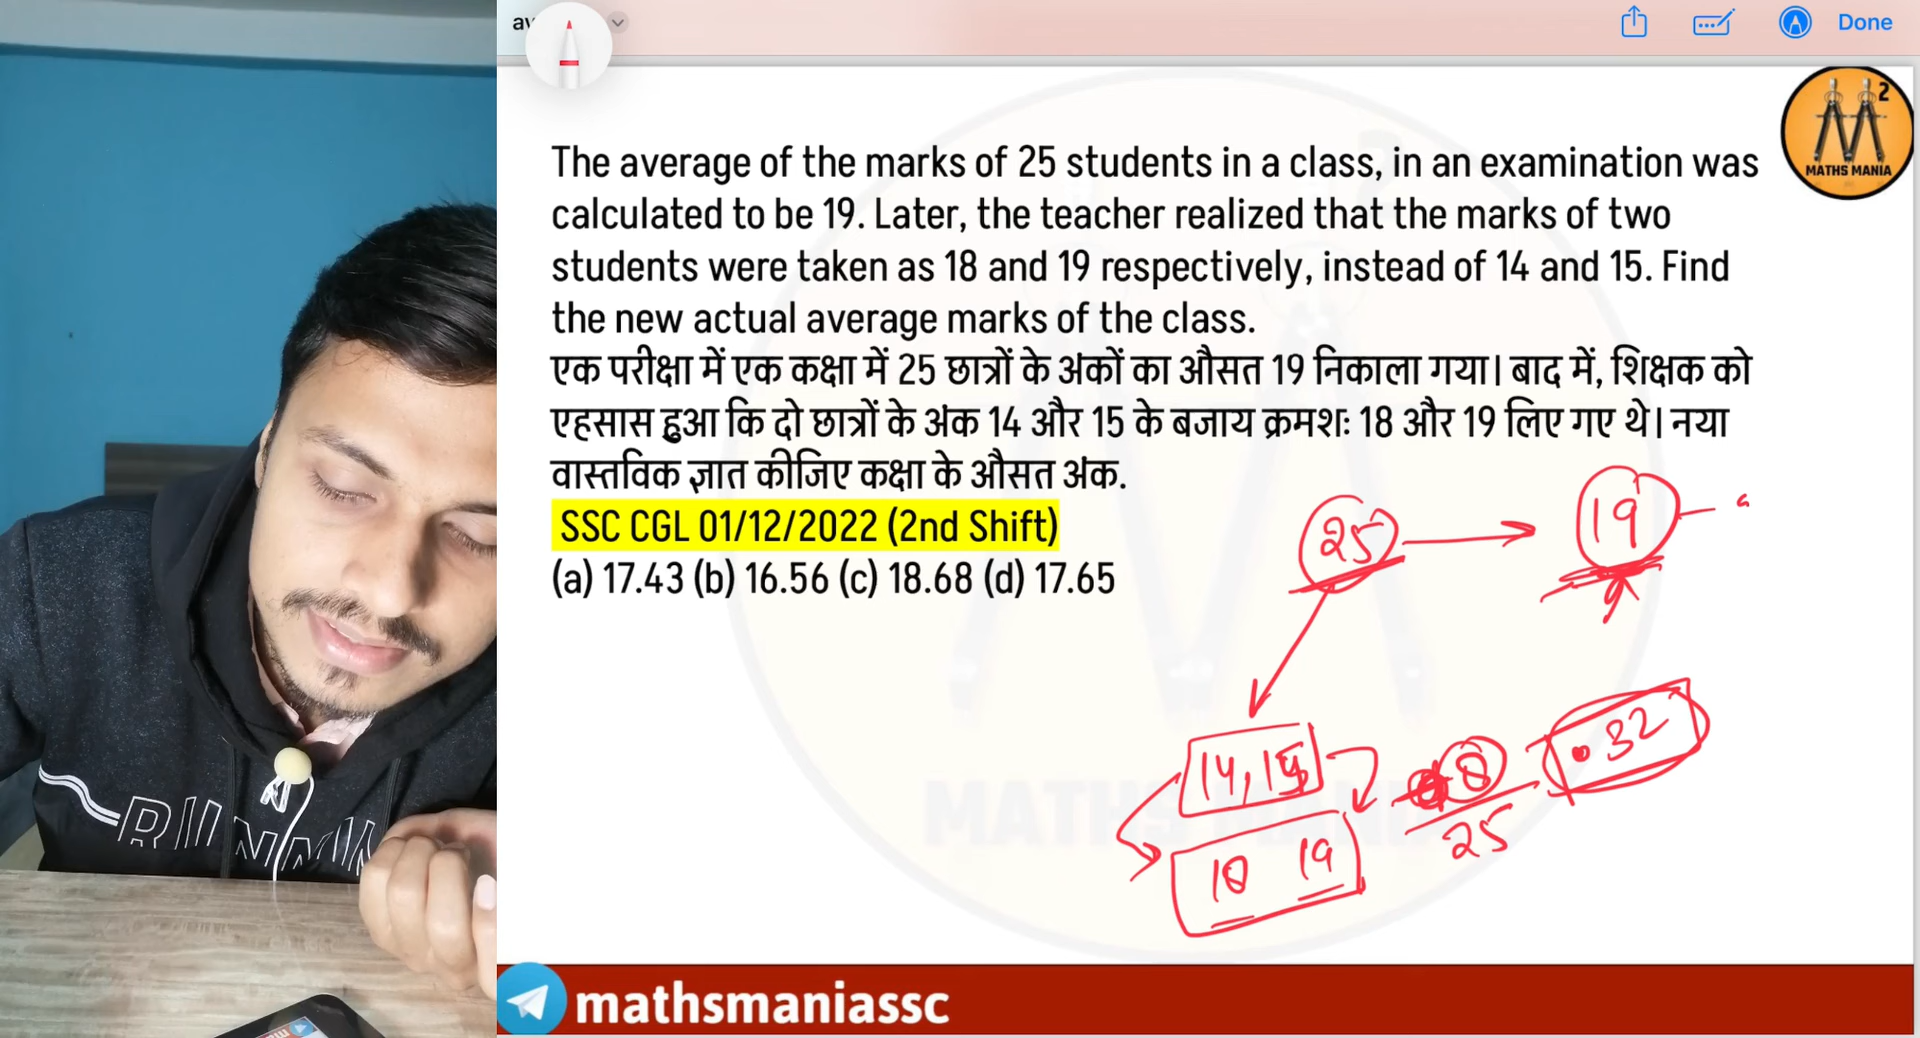 Done
2
MATHS MANIA
The average of the marks of 25 students in a class, in an examination was
calculated to be 19. Later, the teacher realized that the marks of two
students were taken as 18 and 19 respectively, instead of 14 and 15. Find
the new actual average marks of the class.
एक परीक्षा में एक कक्षा में 25 छात्रों के अंकों का औसत 19 निकाला गया। बाद में, शिक्षक को
एहसास हुआ कि दो छात्रों के अंक 14 और 15 के बजाय क्रमशः 18 और 19 लिए गए थे। नया
वास्तविक ज्ञात कीजिए कक्षा के औसत अंक.
SSC CGL 01/12/2022 (2nd Shift)
(a) 17.43 (b) 16.56 (c) 18.68 (d) 17.65
25 19
14, 15
8
25
.32
18 19
mathsmaniassc